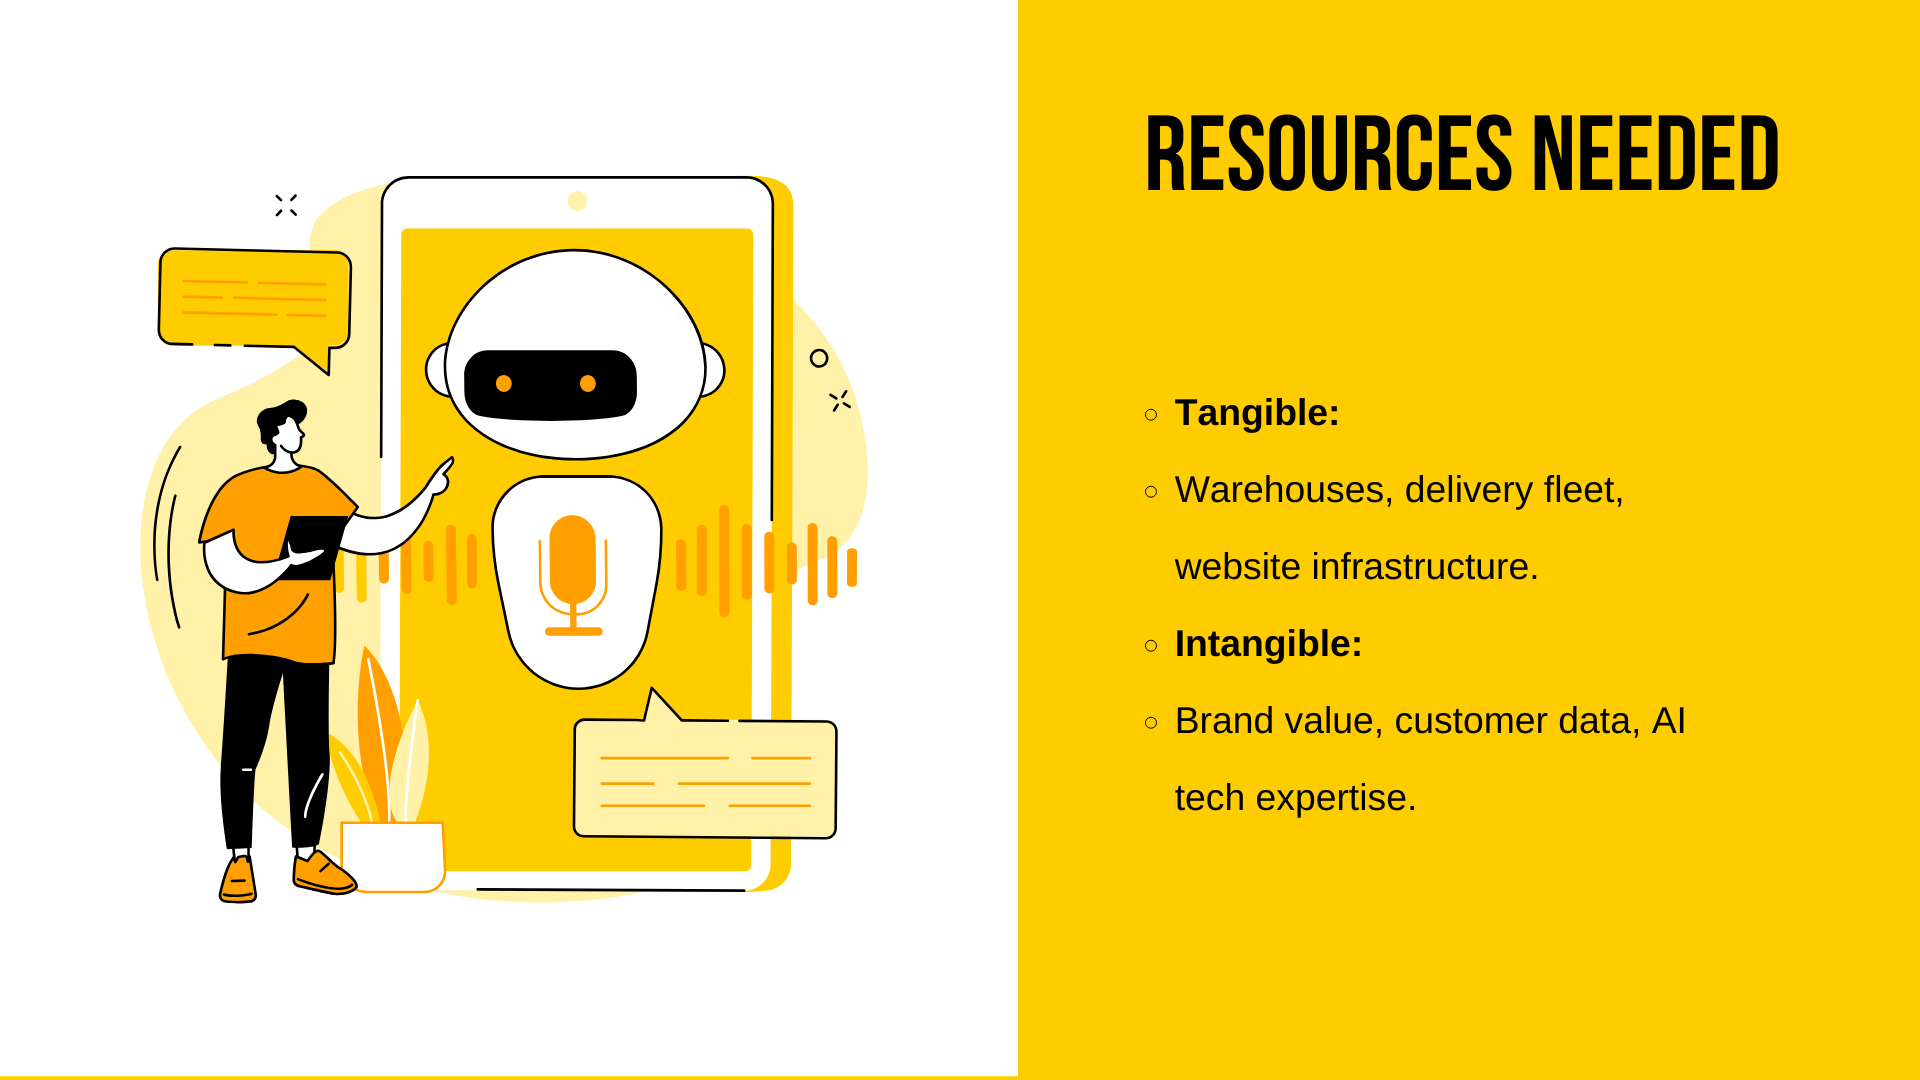 RESOURCES NEEDED
Tangible:
Warehouses, delivery fleet,
website infrastructure.
Intangible:
Brand value, customer data, AI
tech expertise.